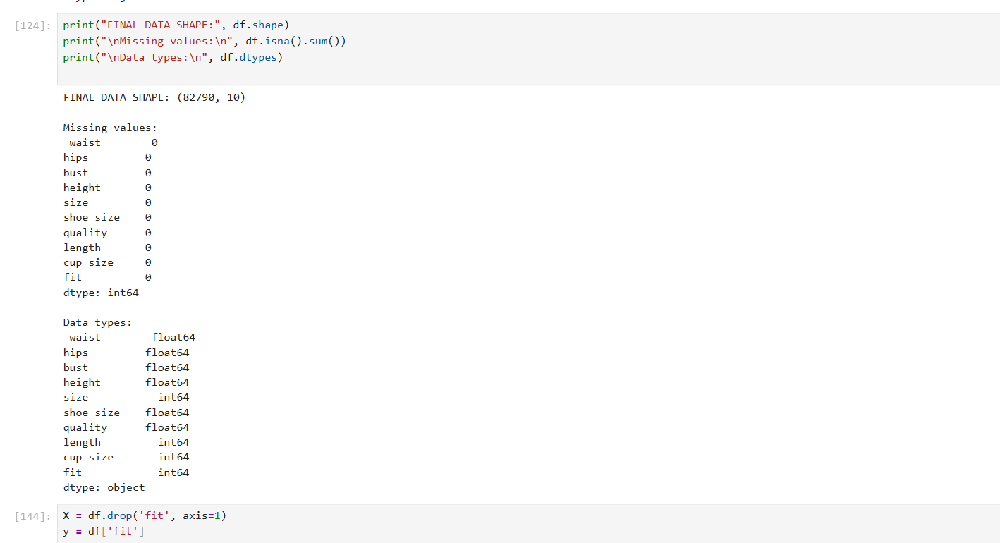 [124]: print("FINAL DATA SHAPE:", df.shape)
print("\nMissing values:\n", df.isna().sum())
print("\nData types:\n", df.dtypes)
FINAL DATA SHAPE: (82790, 10)
Missing values:
 waist        0
hips         0
bust         0
height       0
size         0
shoe size    0
quality      0
length       0
cup size     0
fit          0
dtype: int64
Data types:
 waist        float64
hips         float64
bust         float64
height       float64
size           int64
shoe size    float64
quality      float64
length         int64
cup size       int64
fit            int64
dtype: object
[144]: X = df.drop('fit', axis=1)
y = df['fit']